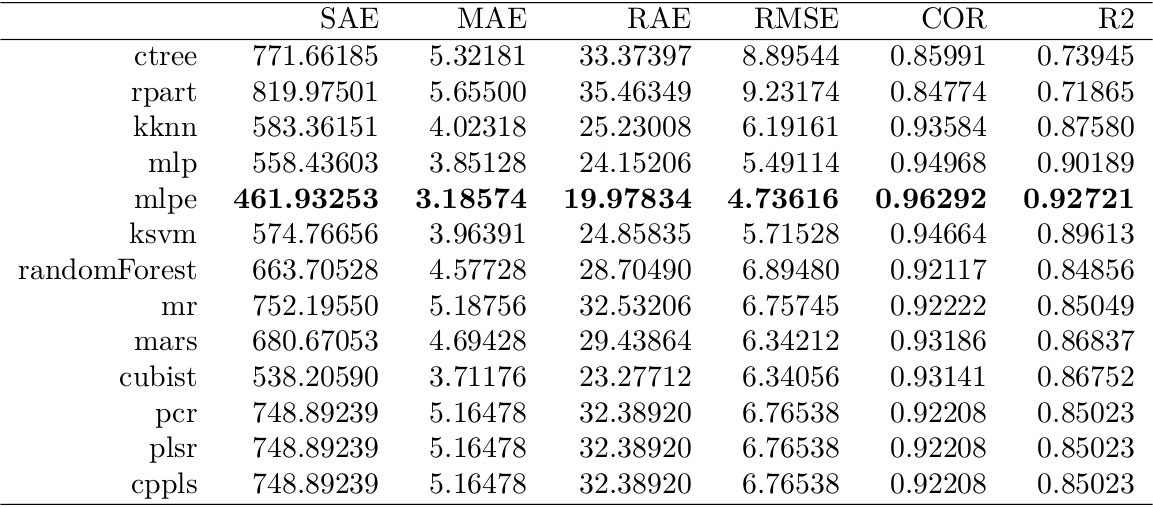 SAE MAE RAE RMSE COR R2
ctree 771.66185 5.32181 33.37397 8.89544 0.85991 0.73945
rpart 819.97501 5.65500 35.46349 9.23174 0.84774 0.71865
kknn 583.36151 4.02318 25.23008 6.19161 0.93584 0.87580
mlp 558.43603 3.85128 24.15206 5.49114 0.94968 0.90189
mlpe 461.93253 3.18574 19.97834 4.73616 0.96292 0.92721
ksvm 574.76656 3.96391 24.85835 5.71528 0.94664 0.89613
randomForest 663.70528 4.57728 28.70490 6.89480 0.92117 0.84856
mr 752.19550 5.18756 32.53206 6.75745 0.92222 0.85049
mars 680.67053 4.69428 29.43864 6.34212 0.93186 0.86837
cubist 538.20590 3.71176 23.27712 6.34056 0.93141 0.86752
pcr 748.89239 5.16478 32.38920 6.76538 0.92208 0.85023
plsr 748.89239 5.16478 32.38920 6.76538 0.92208 0.85023
cppls 748.89239 5.16478 32.38920 6.76538 0.92208 0.85023